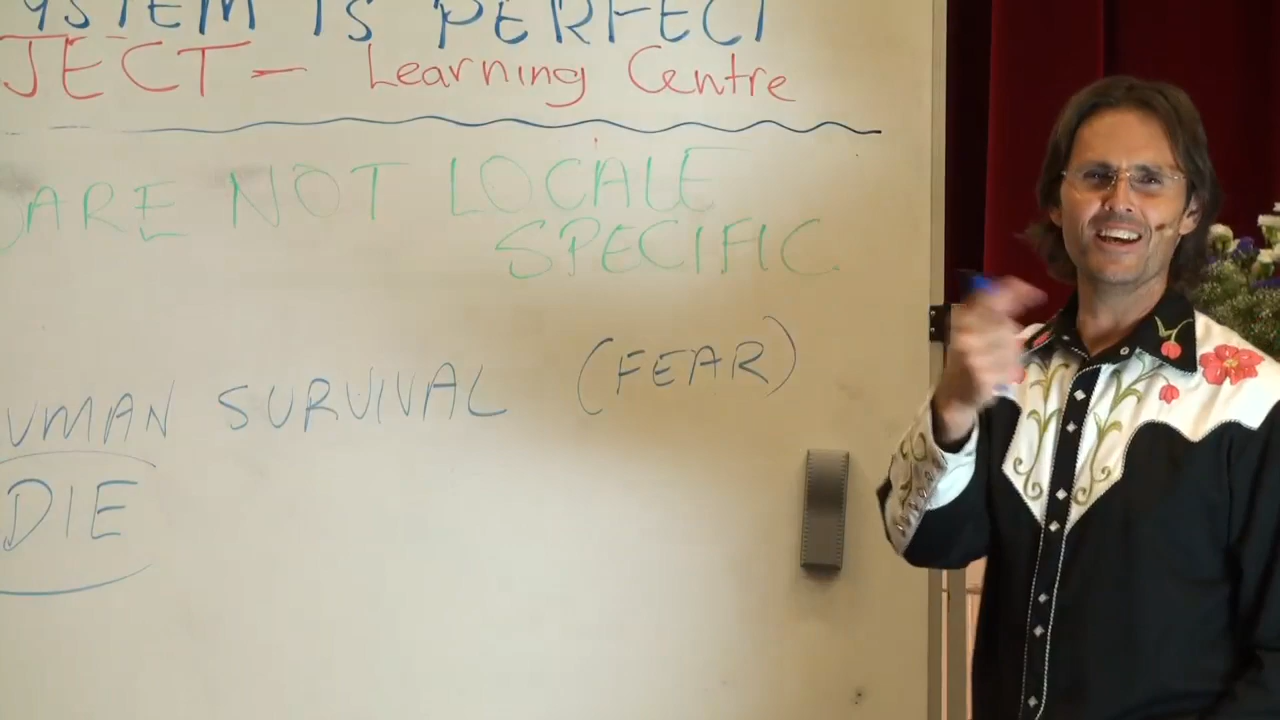 YSTEM IS PERFECT
JECT - Learning Centre
ARE NOT LOCALE
SPECIFIC
UMAN SURVIVAL (FEAR)
DIE